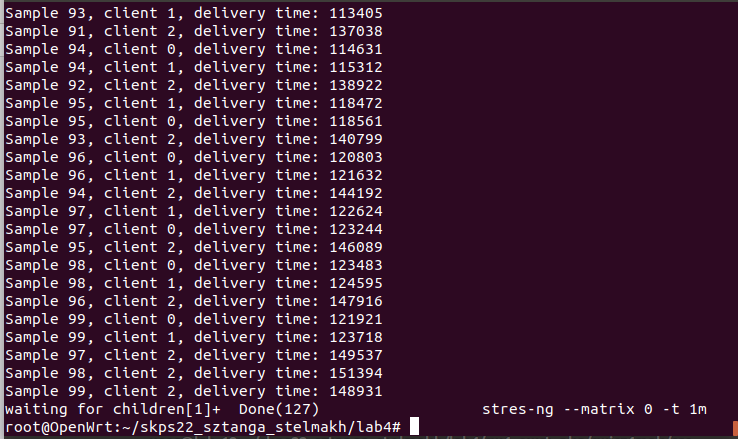 Sample 93, client 1, delivery time: 113405
Sample 91, client 2, delivery time: 137038
Sample 94, client 0, delivery time: 114631
Sample 94, client 1, delivery time: 115312
Sample 92, client 2, delivery time: 138922
Sample 95, client 1, delivery time: 118472
Sample 95, client 0, delivery time: 118561
Sample 93, client 2, delivery time: 140799
Sample 96, client 0, delivery time: 120803
Sample 96, client 1, delivery time: 121632
Sample 94, client 2, delivery time: 144192
Sample 97, client 1, delivery time: 122624
Sample 97, client 0, delivery time: 123244
Sample 95, client 2, delivery time: 146089
Sample 98, client 0, delivery time: 123483
Sample 98, client 1, delivery time: 124595
Sample 96, client 2, delivery time: 147916
Sample 99, client 0, delivery time: 121921
Sample 99, client 1, delivery time: 123718
Sample 97, client 2, delivery time: 149537
Sample 98, client 2, delivery time: 151394
Sample 99, client 2, delivery time: 148931
waiting for children[1]+  Done(127)                    stres-ng --matrix 0 -t 1m
root@OpenWrt:~/skps22_sztanga_stelmakh/lab4#